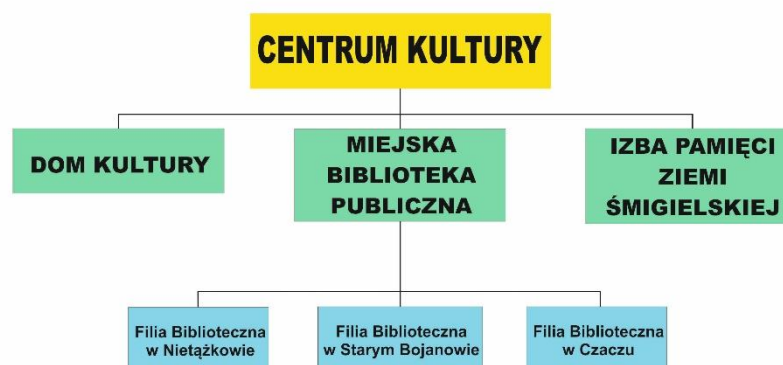 CENTRUM KULTURY
DOM KULTURY
MIEJSKA
BIBLIOTEKA
PUBLICZNA
IZBA PAMIĘCI
ZIEMI
ŚMIGIELSKIEJ
Filia Biblioteczna
w Nietążkowie
Filia Biblioteczna
w Starym Bojanowie
Filia Biblioteczna
w Czaczu